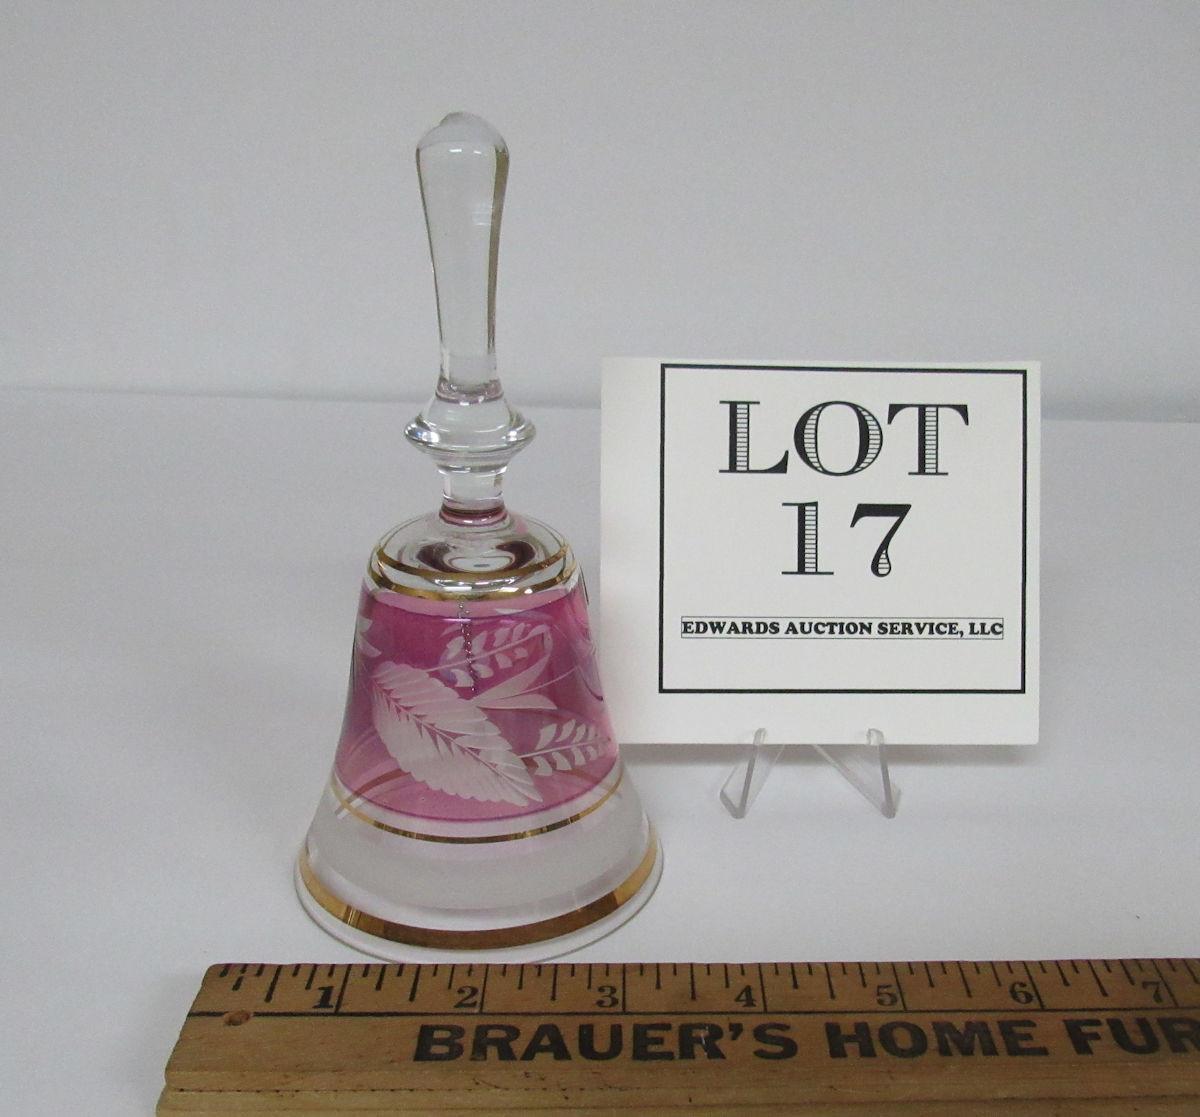 LOT
17
EDWARDS AUCTION SERVICE, LLC
1 2 3 4 5 6 7
BRAUER'S HOME FUR